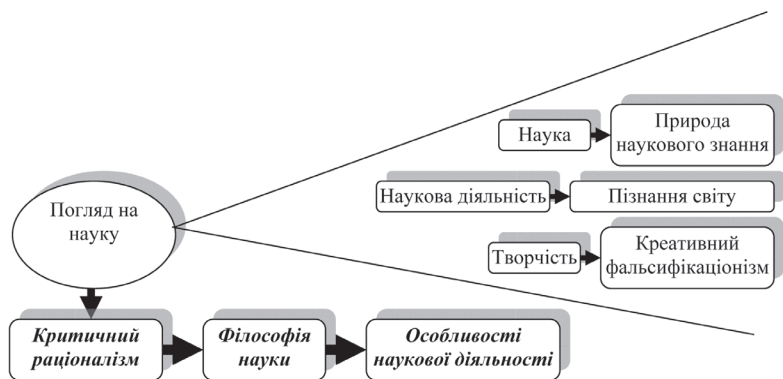 Природа
Наука
наукового знання
Наукова діяльність
Пізнання світу
Погляд на
науку
Творчість
Креативний
фальсифікаціонізм
Критичний
раціоналізм
Філософія
науки
Особливості
наукової діяльності